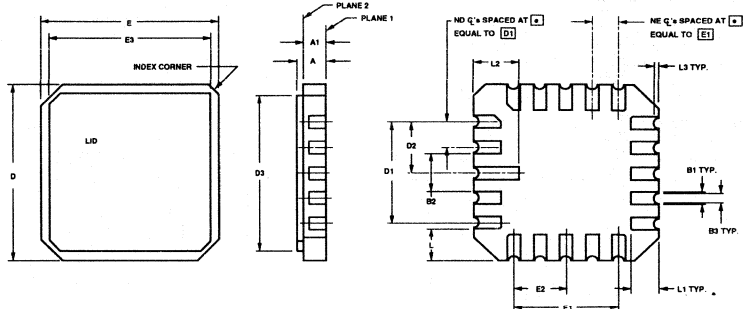 PLANE 2
PLANE 1
E
E3
A1
A
INDEX CORNER
LID
D
D3
ND ℄'s SPACED AT e
EQUAL TO D1
NE ℄'s SPACED AT e
EQUAL TO E1
L2
L3 TYP.
D2
D1
B2
L
B1 TYP.
B3 TYP.
E2
E1
L1 TYP.